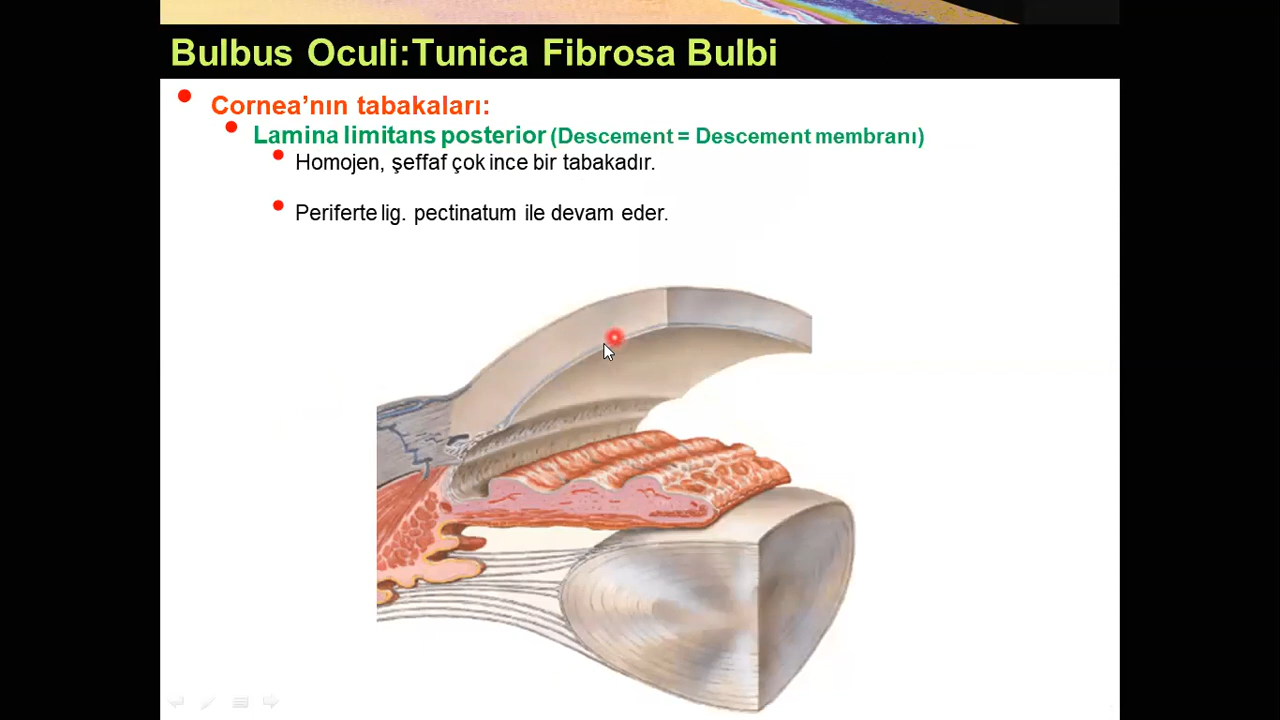 Bulbus Oculi:Tunica Fibrosa Bulbi
Cornea’nın tabakaları:
Lamina limitans posterior (Descement = Descement membranı)
Homojen, şeffaf çok ince bir tabakadır.
Periferte lig. pectinatum ile devam eder.